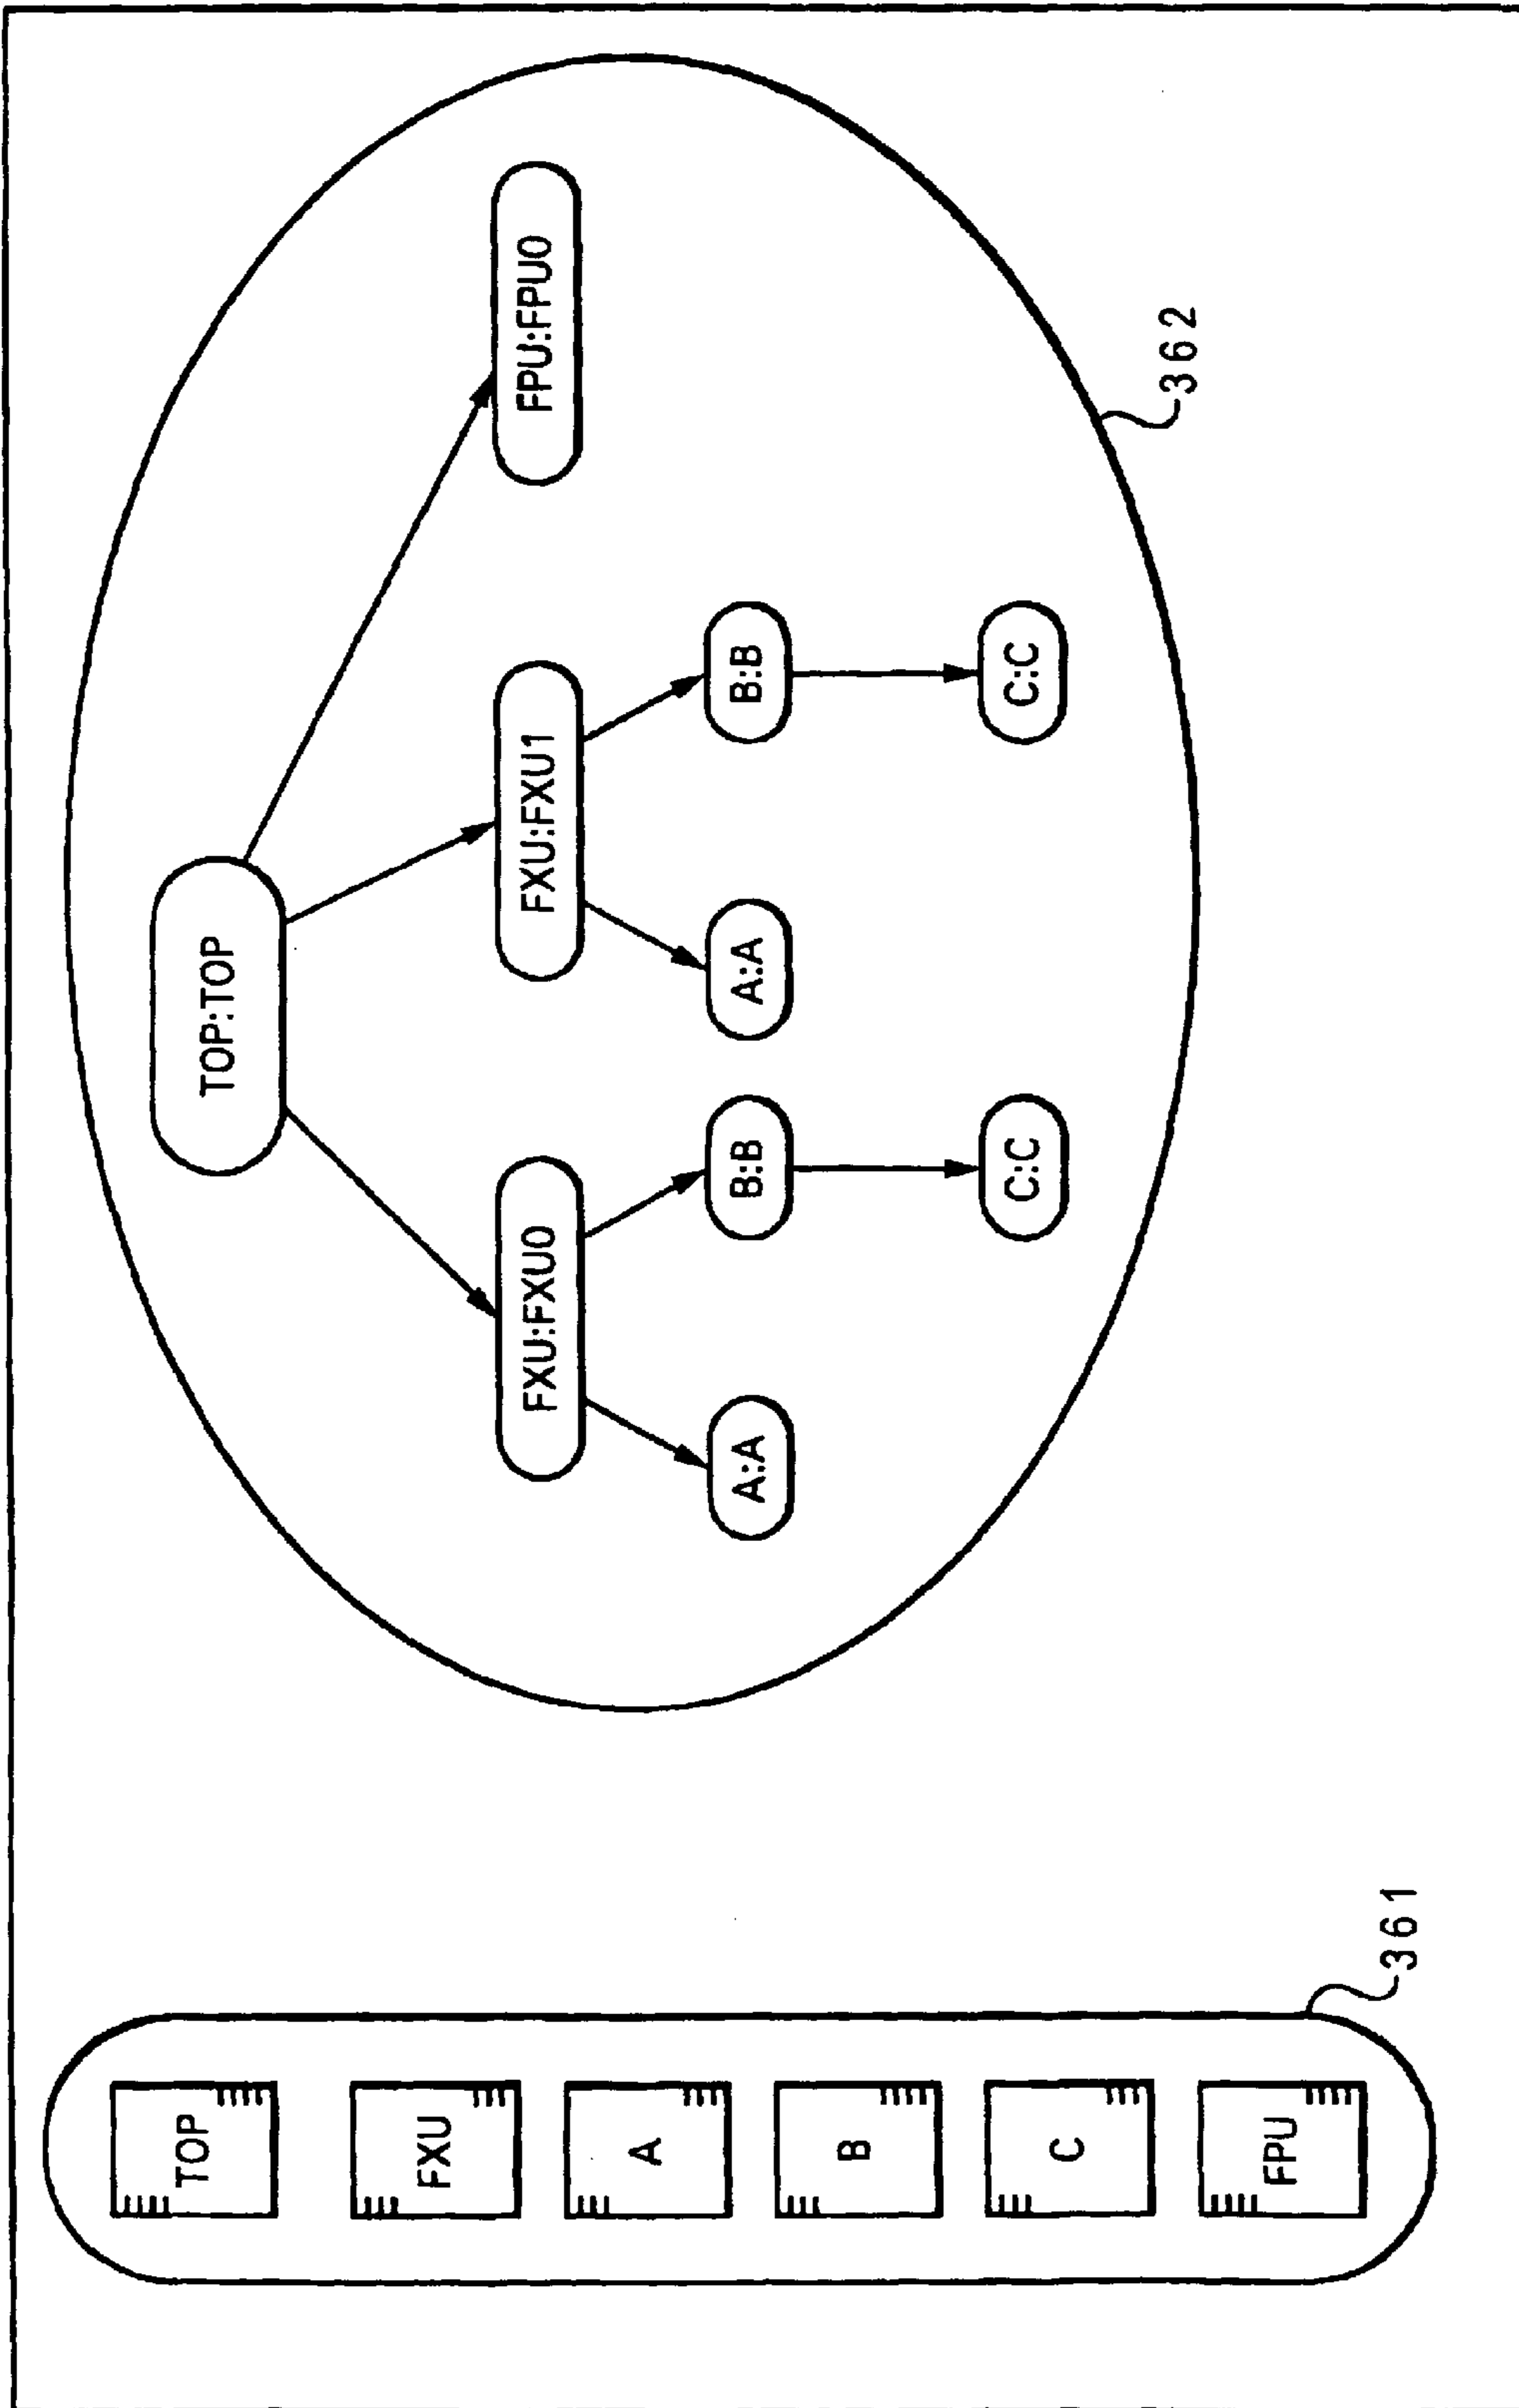 TOP
FXU
A
B
C
FPU
361
TOP:TOP
FXU:FXU0
FXU:FXU1
FPU:FPU0
A:A
B:B
A:A
B:B
C:C
C:C
362